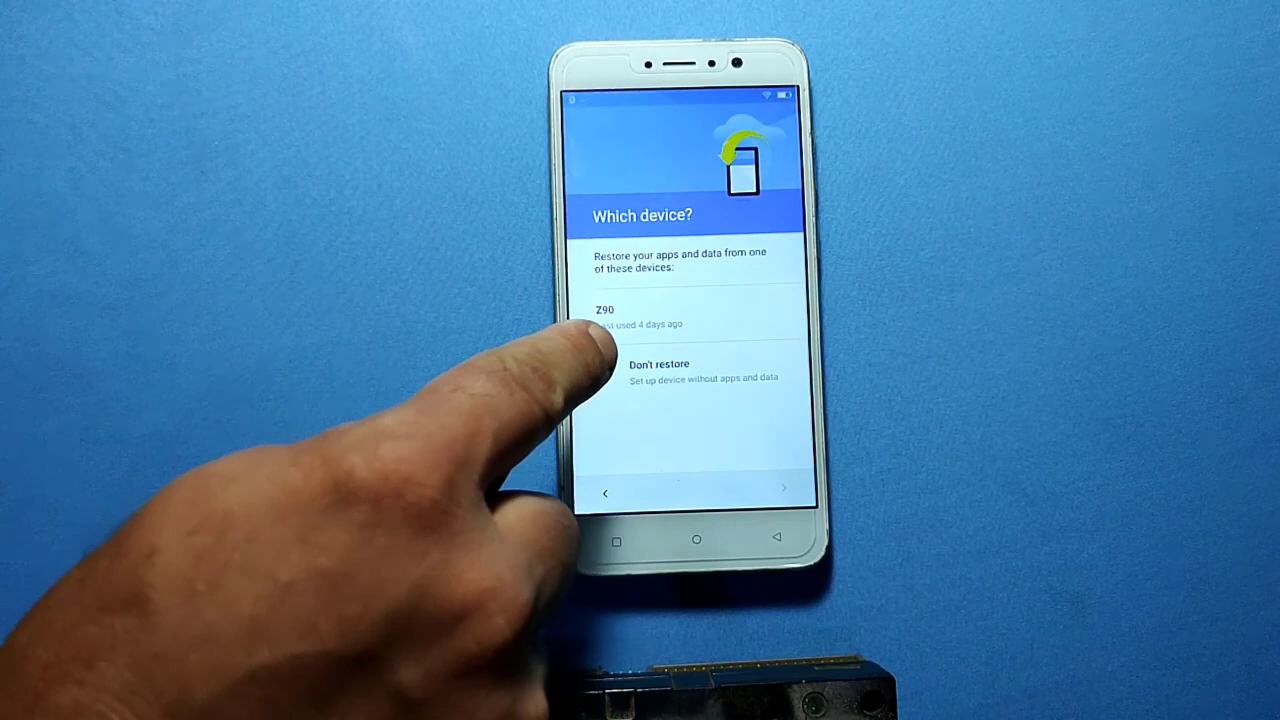 Which device?
Restore your apps and data from one
of these devices:
Z90
Last used 4 days ago
Don't restore
Set up device without apps and data